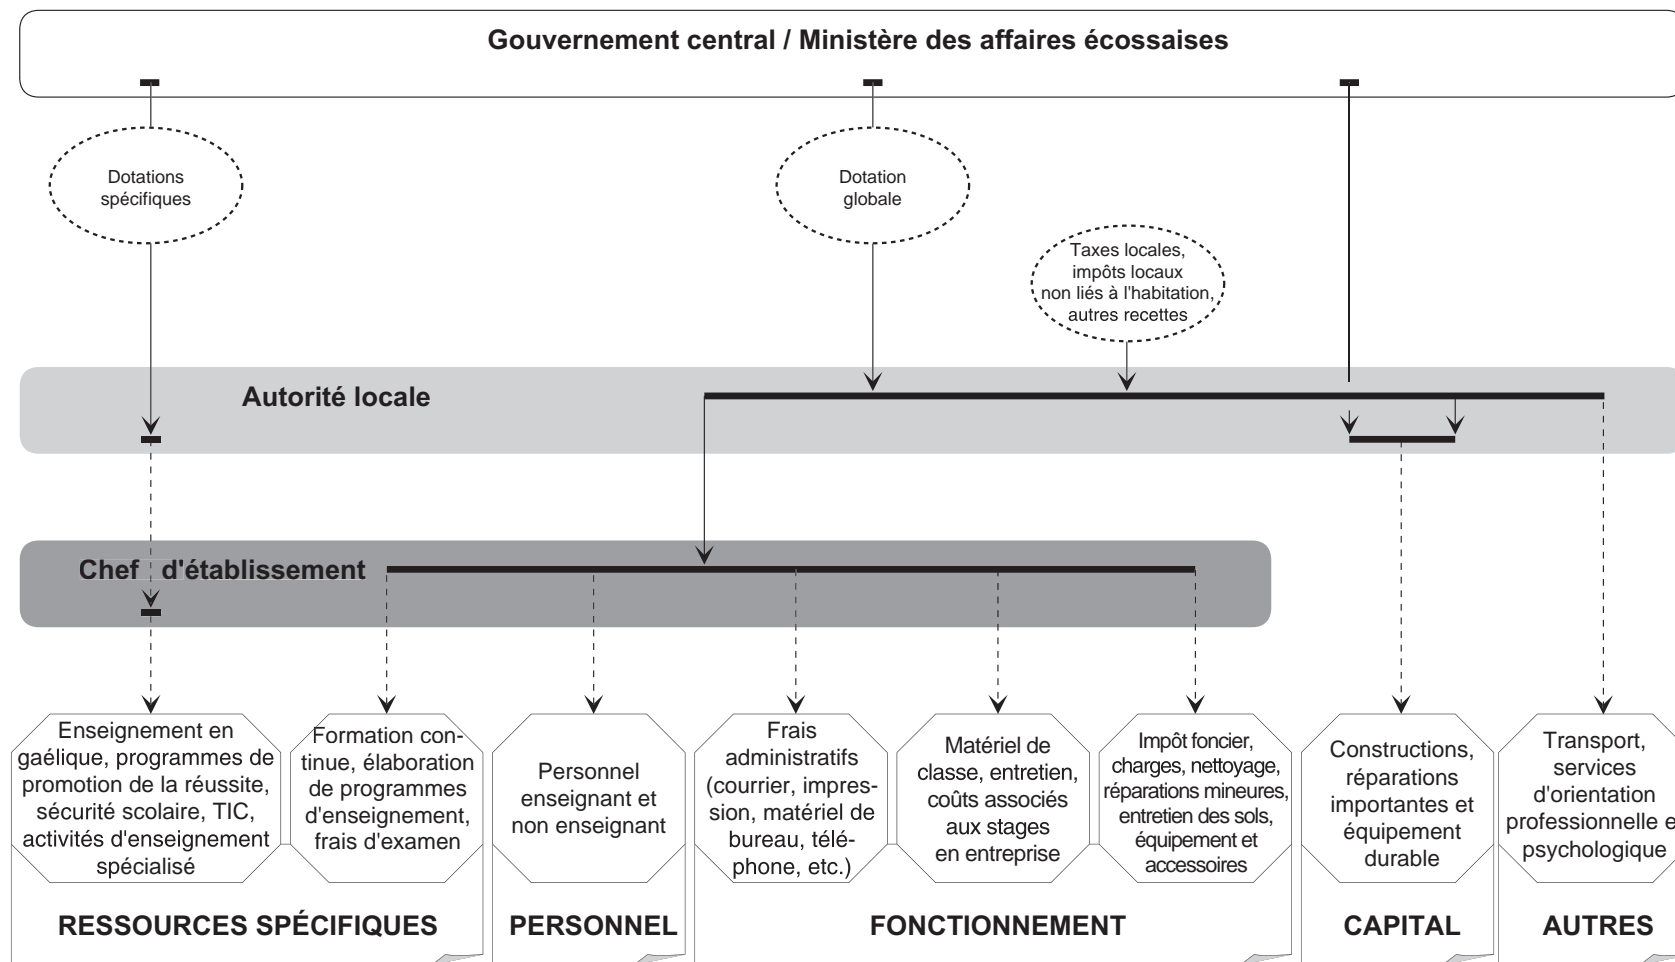 Gouvernement central / Ministère des affaires écossaises
Dotations
spécifiques
Dotation
globale
Taxes locales,
impôts locaux
non liés à l'habitation,
autres recettes
Autorité locale
Chef d'établissement
Enseignement en
gaélique, programmes de
promotion de la réussite,
sécurité scolaire, TIC,
activités d'enseignement
spécialisé
Formation con-
tinue, élaboration
de programmes
d'enseignement,
frais d'examen
Personnel
enseignant et
non enseignant
Frais
administratifs
(courrier, impres-
sion, matériel de
bureau, télé-
phone, etc.)
Matériel de
classe, entretien,
coûts associés
aux stages
en entreprise
Impôt foncier,
charges, nettoyage,
réparations mineures,
entretien des sols,
équipement et
accessoires
Constructions,
réparations
importantes et
équipement
durable
Transport,
services
d'orientation
professionnelle e
psychologique
RESSOURCES SPÉCIFIQUES
PERSONNEL
FONCTIONNEMENT
CAPITAL
AUTRES